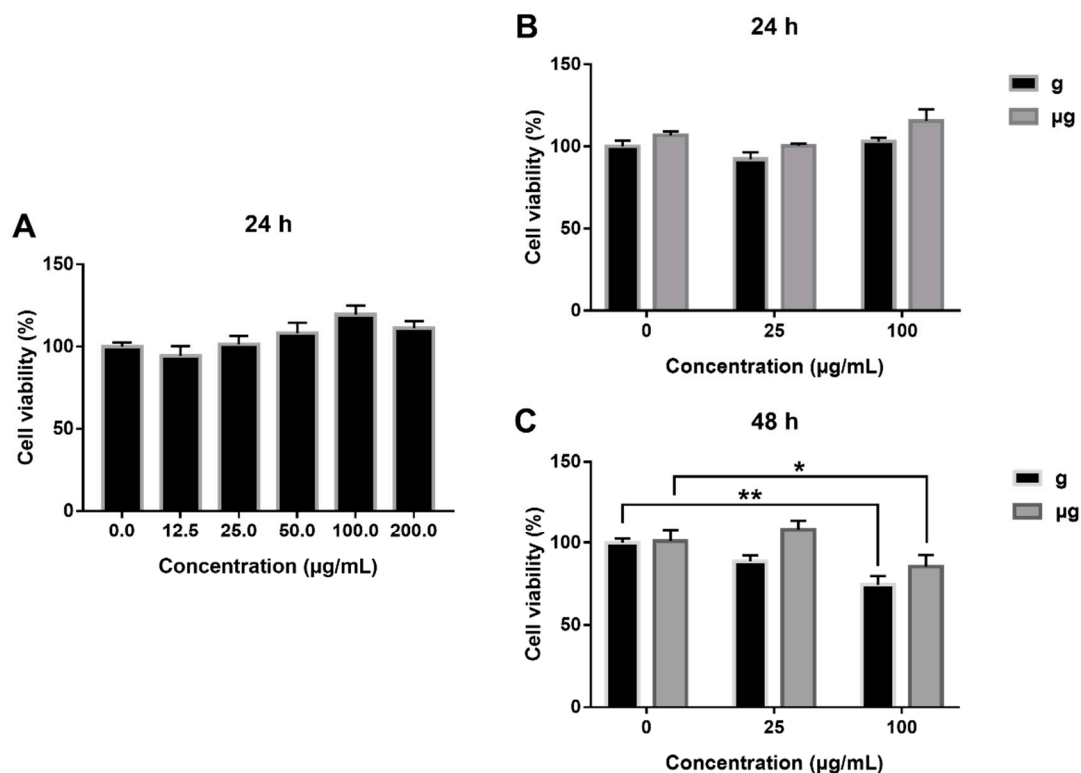 A
24 h
Cell viability (%)
150
100
50
0
0.0 12.5 25.0 50.0 100.0 200.0
Concentration (µg/mL)
B
24 h
Cell viability (%)
150
100
50
0
0 25 100
Concentration (µg/mL)
g
µg
C
48 h
Cell viability (%)
150
100
50
0
*
**
0 25 100
Concentration (µg/mL)
g
µg